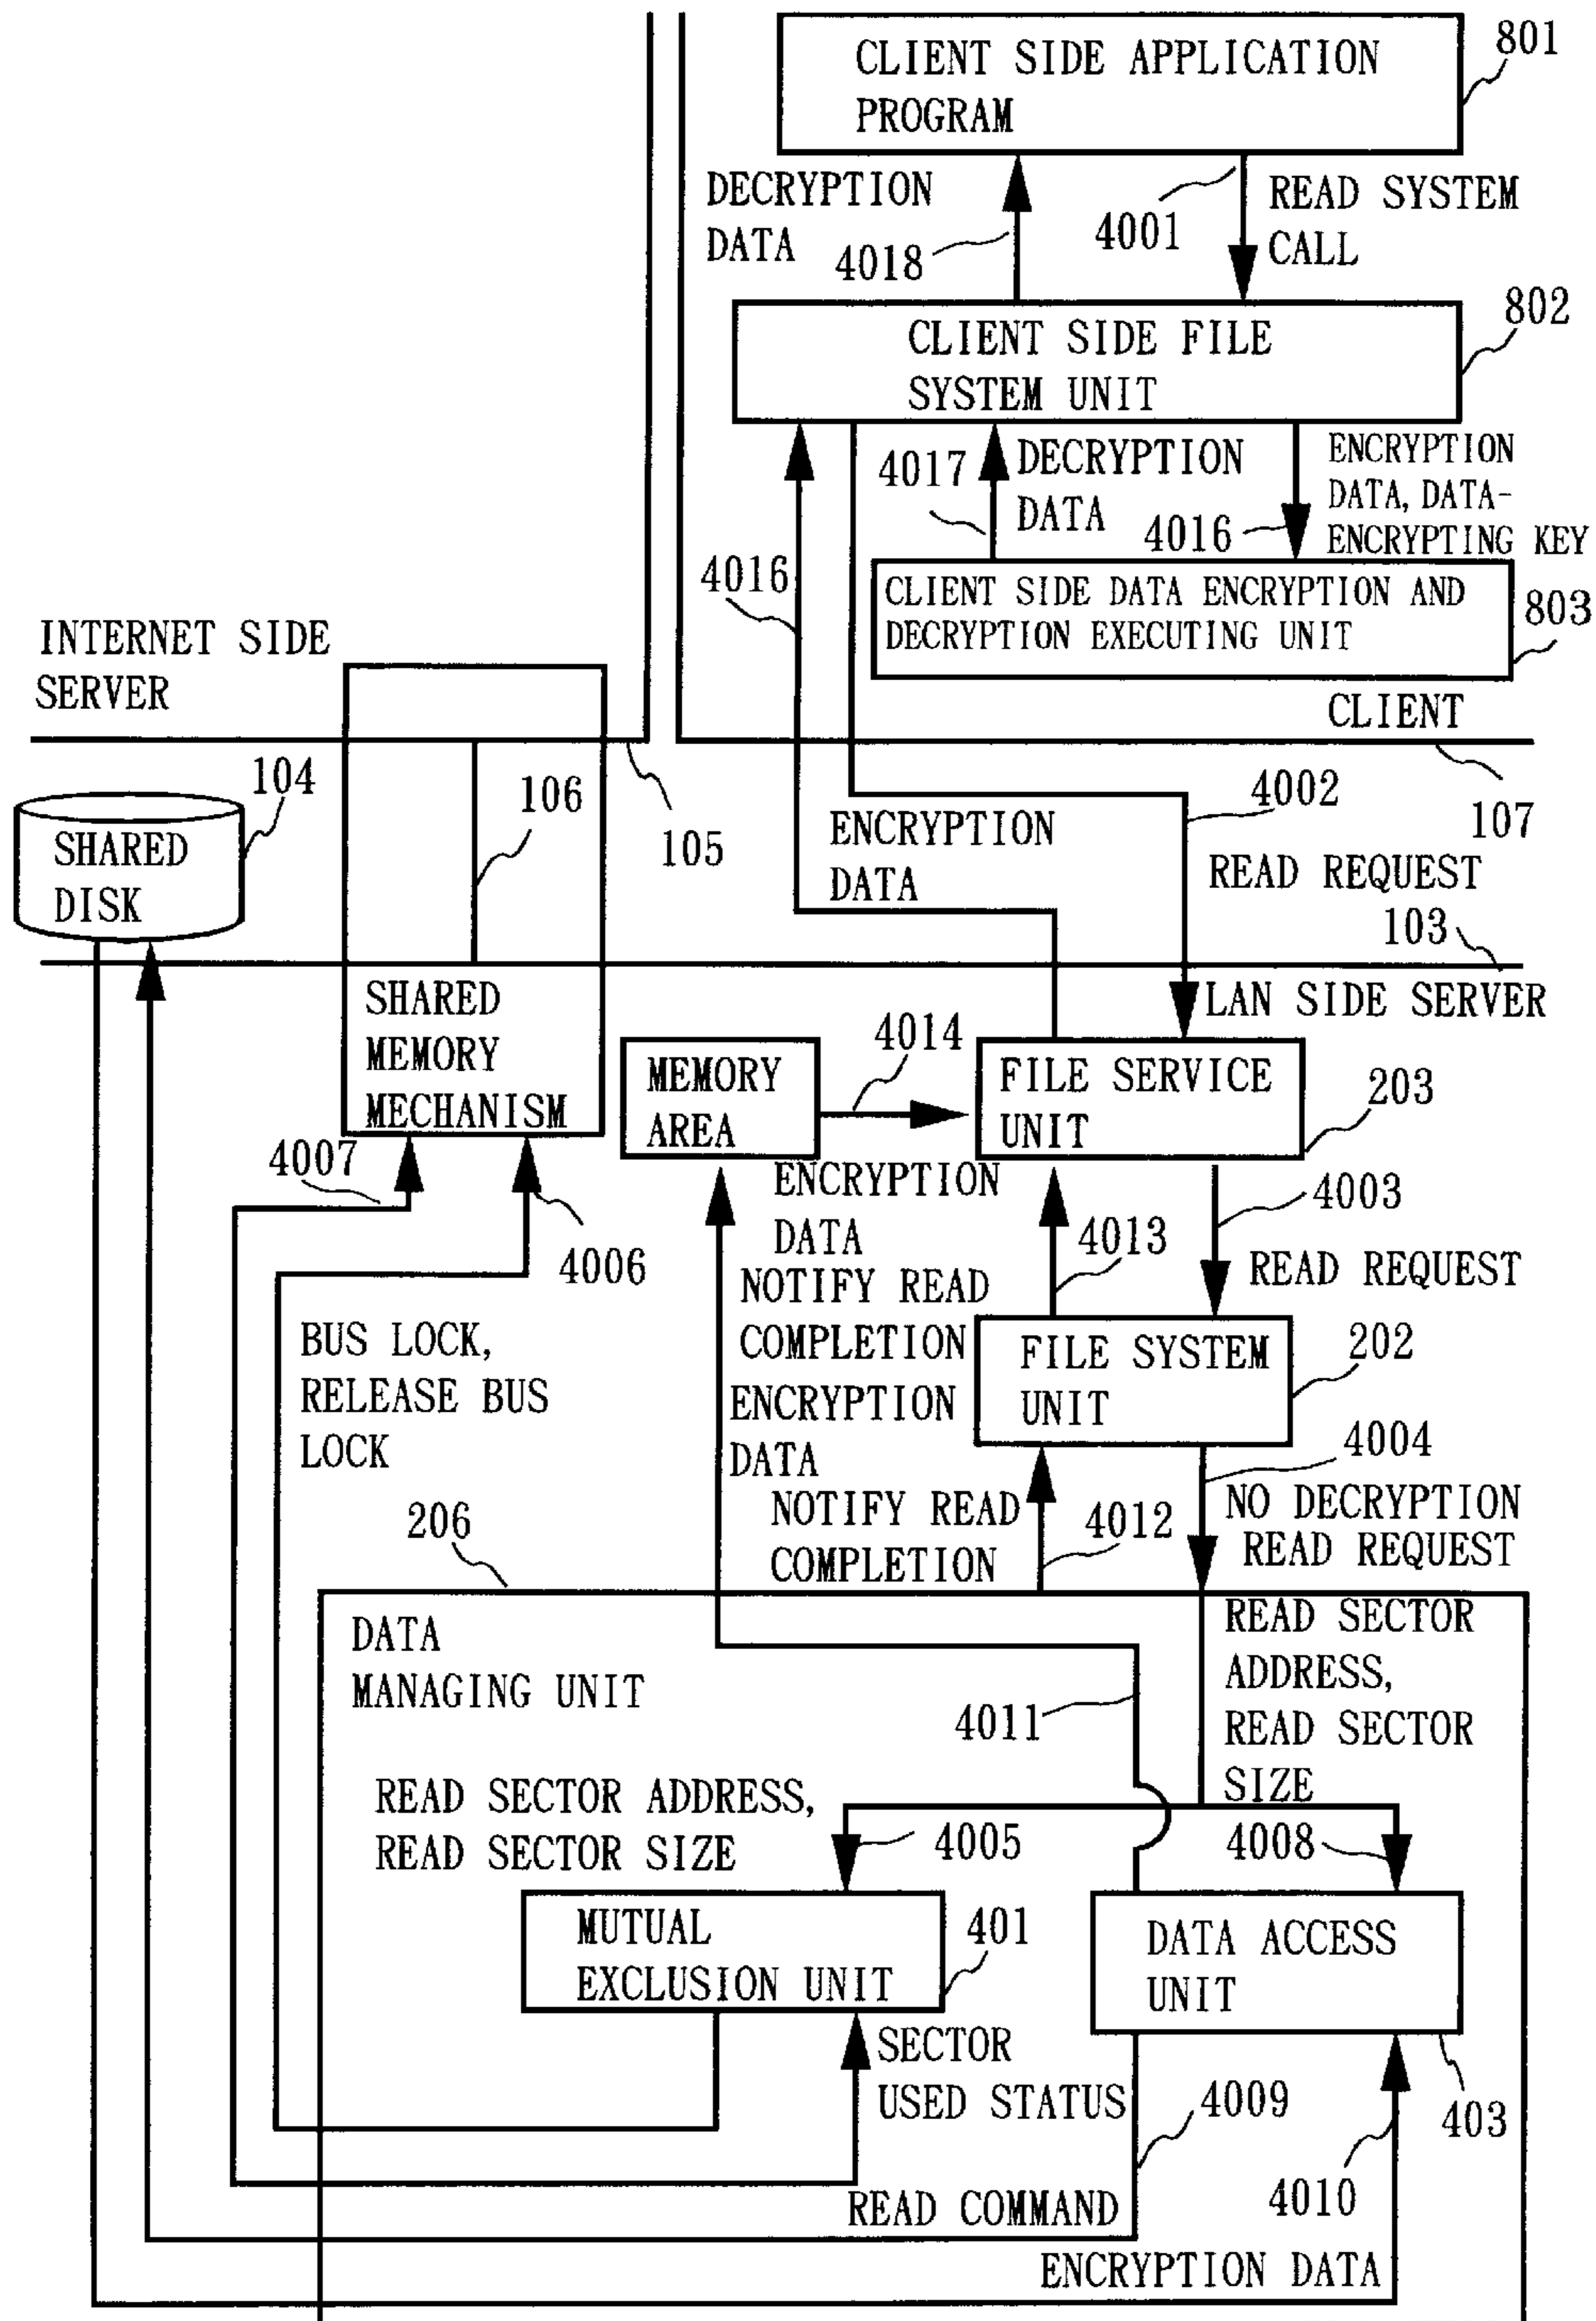 CLIENT SIDE APPLICATION
PROGRAM
801
DECRYPTION
DATA
4018
4001
READ SYSTEM
CALL
802
CLIENT SIDE FILE
SYSTEM UNIT
4017
DECRYPTION
DATA
4016
ENCRYPTION
DATA, DATA-
ENCRYPTING KEY
4016
CLIENT SIDE DATA ENCRYPTION AND
DECRYPTION EXECUTING UNIT
803
INTERNET SIDE
SERVER
CLIENT
104
106
105
107
SHARED
DISK
ENCRYPTION
DATA
4002
READ REQUEST
103
LAN SIDE SERVER
SHARED
MEMORY
MECHANISM
MEMORY
AREA
4014
FILE SERVICE
UNIT
203
4007
4006
ENCRYPTION
DATA
4013
4003
READ REQUEST
NOTIFY READ
COMPLETION
BUS LOCK,
RELEASE BUS
LOCK
FILE SYSTEM
UNIT
202
ENCRYPTION
DATA
4004
NO DECRYPTION
READ REQUEST
206
NOTIFY READ
COMPLETION
4012
DATA
MANAGING UNIT
READ SECTOR
ADDRESS,
READ SECTOR
SIZE
4011
READ SECTOR ADDRESS,
READ SECTOR SIZE
4005
4008
MUTUAL
EXCLUSION UNIT
401
DATA ACCESS
UNIT
SECTOR
USED STATUS
4009
403
4010
READ COMMAND
ENCRYPTION DATA